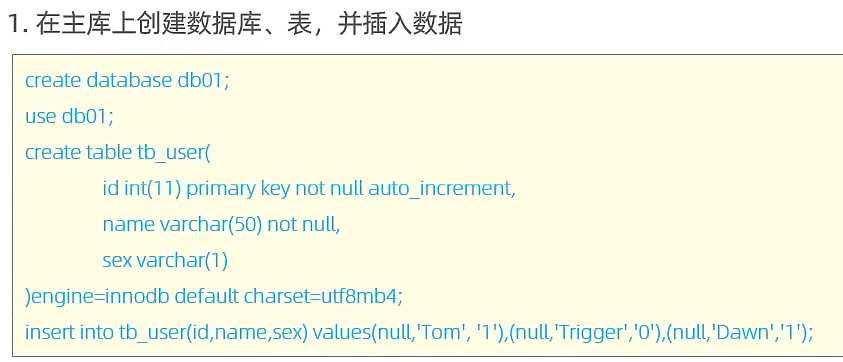 1. 在主库上创建数据库、表，并插入数据
create database db01;
use db01;
create table tb_user(
id int(11) primary key not null auto_increment,
name varchar(50) not null,
sex varchar(1)
)engine=innodb default charset=utf8mb4;
insert into tb_user(id,name,sex) values(null,'Tom', '1'),(null,'Trigger','0'),(null,'Dawn','1');